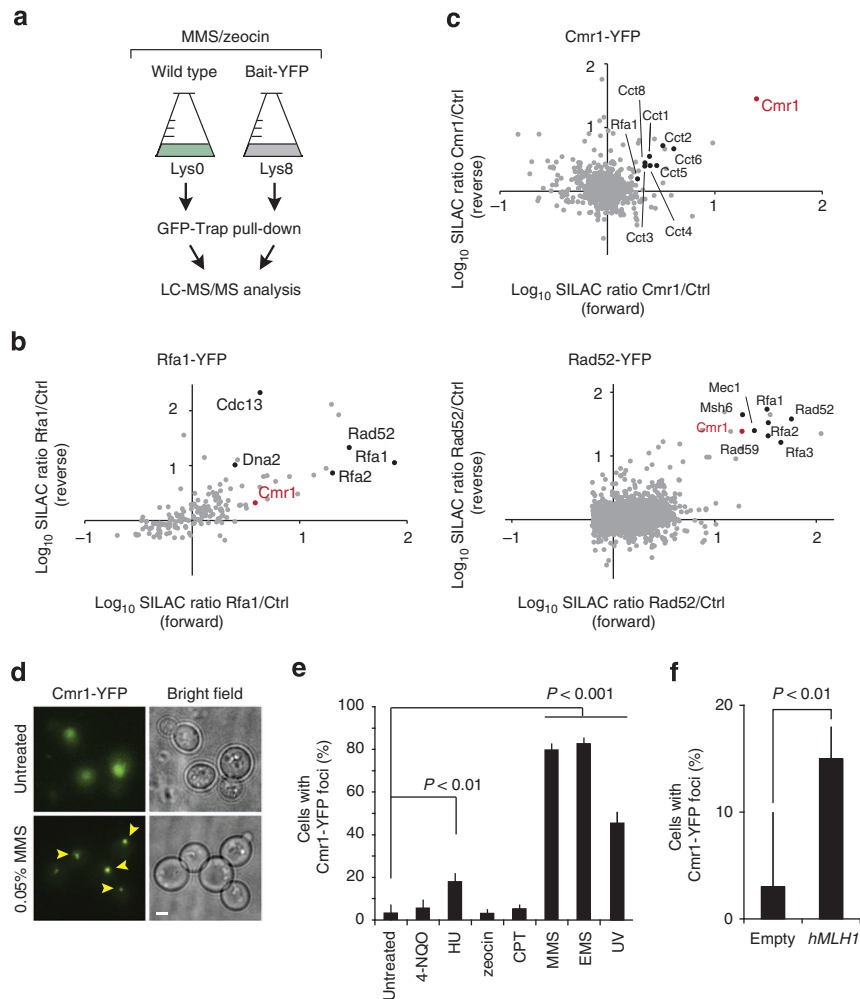 a
MMS/zeocin
Wild type
Bait-YFP
Lys0
Lys8
GFP-Trap pull-down
LC-MS/MS analysis
c
Cmr1-YFP
Log10 SILAC ratio Cmr1/Ctrl
(reverse)
2
1
−1
1
2
Cct8
Rfa1
Cct1
Cct2
Cct6
Cct5
Cct3
Cct4
Cmr1
Log10 SILAC ratio Cmr1/Ctrl
(forward)
b
Rfa1-YFP
Log10 SILAC ratio Rfa1/Ctrl
(reverse)
2
1
−1
1
2
Cdc13
Rad52
Rfa1
Dna2
Rfa2
Cmr1
Log10 SILAC ratio Rfa1/Ctrl
(forward)
Rad52-YFP
Log10 SILAC ratio Rad52/Ctrl
(reverse)
2
1
−1
1
2
Mec1
Rfa1
Msh6
Rad52
Cmr1
Rfa2
Rad59
Rfa3
Log10 SILAC ratio Rad52/Ctrl
(forward)
d
Cmr1-YFP
Bright field
Untreated
0.05% MMS
e
Cells with
Cmr1-YFP foci (%)
100
80
60
40
20
0
P < 0.001
P < 0.01
Untreated
4-NQO
HU
zeocin
CPT
MMS
EMS
UV
f
Cells with
Cmr1-YFP foci (%)
20
10
0
P < 0.01
Empty
hMLH1